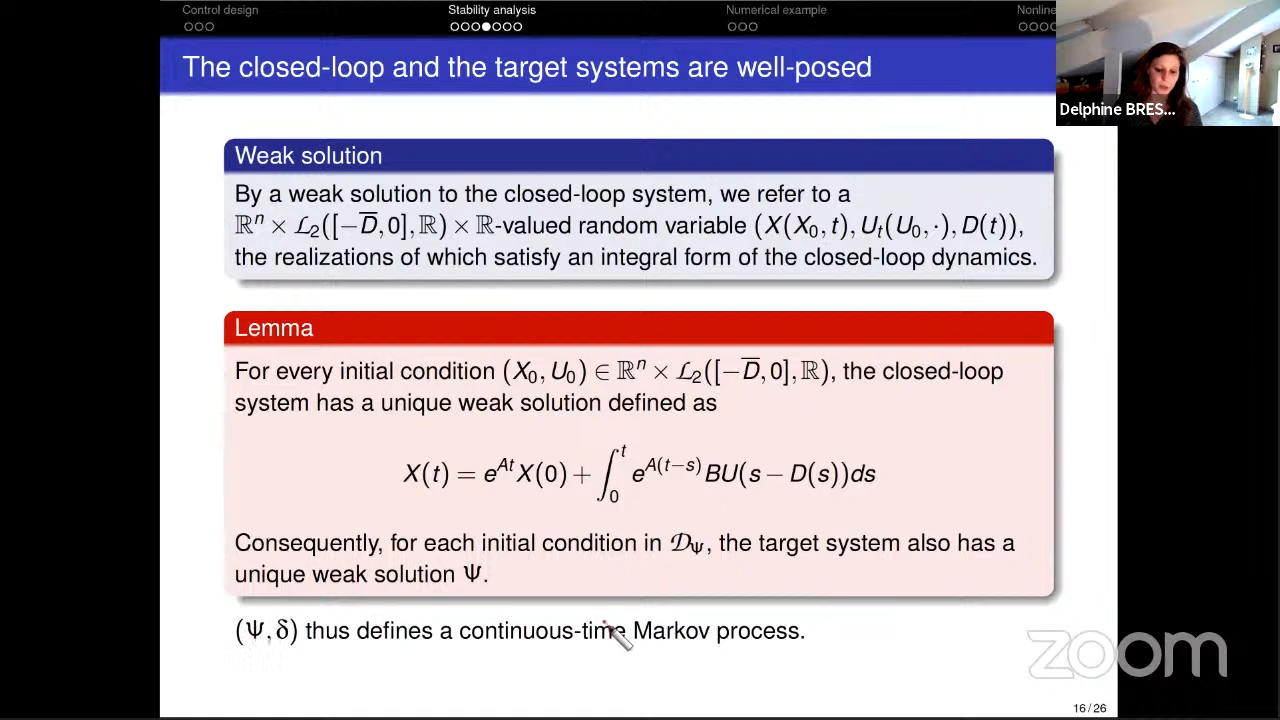 Control design
Stability analysis
Numerical example
Nonline
The closed-loop and the target systems are well-posed
Delphine BRES...
Weak solution
By a weak solution to the closed-loop system, we refer to a
ℝⁿ × ℒ₂([−D̅,0],ℝ) × ℝ-valued random variable (X(X₀,t),Uₜ(U₀,·),D(t)),
the realizations of which satisfy an integral form of the closed-loop dynamics.
Lemma
For every initial condition (X₀,U₀) ∈ ℝⁿ × ℒ₂([−D̅,0],ℝ), the closed-loop
system has a unique weak solution defined as
X(t) = e^{At}X(0) + ∫₀ᵗ e^{A(t−s)}BU(s − D(s))ds
Consequently, for each initial condition in 𝒟_Ψ, the target system also has a
unique weak solution Ψ.
(Ψ,δ) thus defines a continuous-time Markov process.
zoom
16 / 26